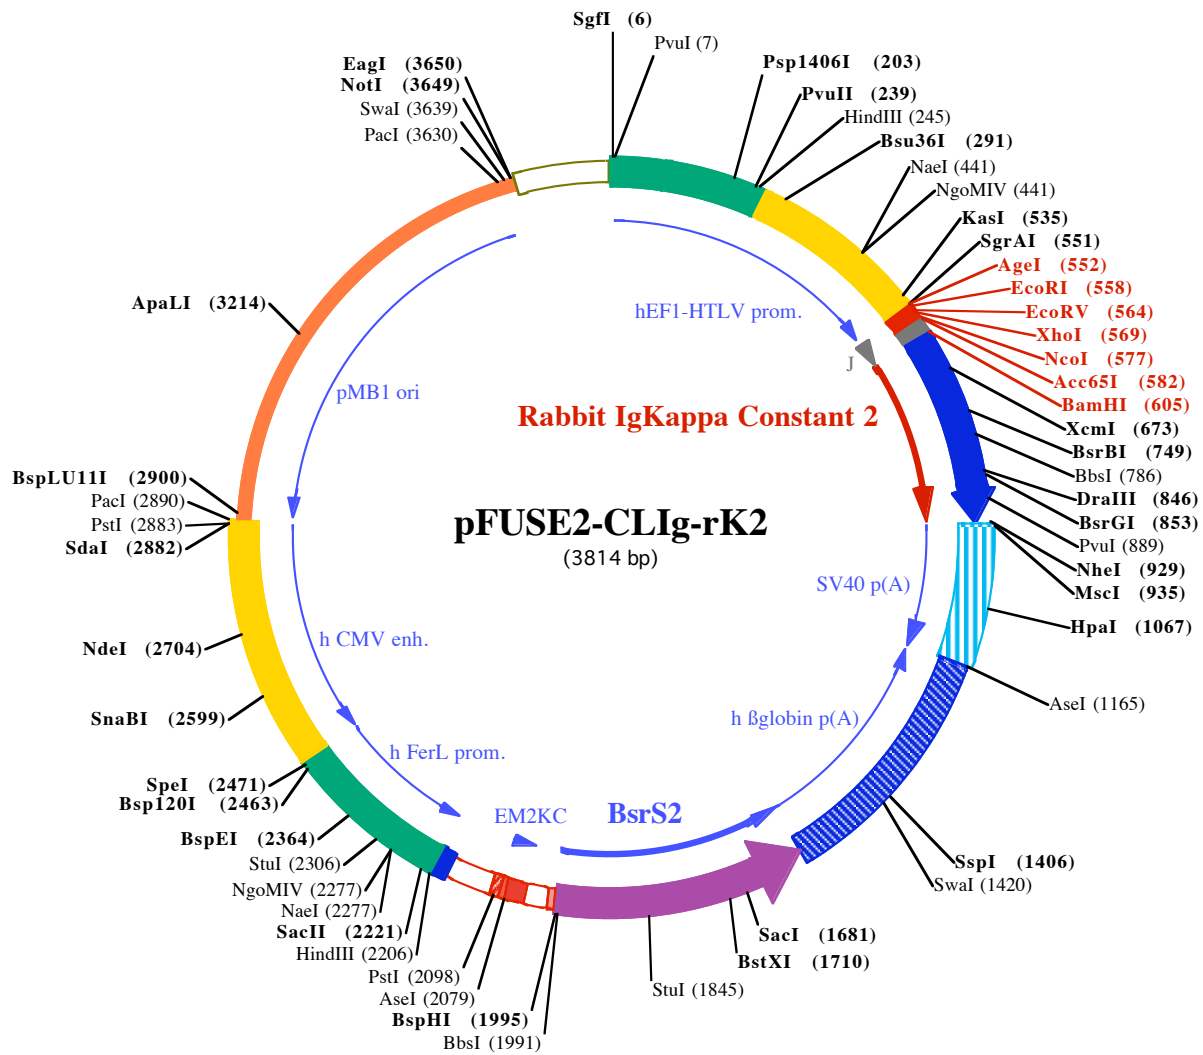 SgfI (6)
PvuI (7)
Psp1406I (203)
PvuII (239)
HindIII (245)
Bsu36I (291)
NaeI (441)
NgoMIV (441)
KasI (535)
SgrAI (551)
AgeI (552)
EcoRI (558)
EcoRV (564)
XhoI (569)
NcoI (577)
Acc65I (582)
BamHI (605)
XcmI (673)
BsrBI (749)
BbsI (786)
DraIII (846)
BsrGI (853)
PvuI (889)
NheI (929)
MscI (935)
HpaI (1067)
AseI (1165)
SspI (1406)
SwaI (1420)
SacI (1681)
BstXI (1710)
StuI (1845)
BbsI (1991)
BspHI (1995)
AseI (2079)
PstI (2098)
HindIII (2206)
SacII (2221)
NaeI (2277)
NgoMIV (2277)
StuI (2306)
BspEI (2364)
Bsp120I (2463)
SpeI (2471)
SnaBI (2599)
NdeI (2704)
SdaI (2882)
PstI (2883)
PacI (2890)
BspLU11I (2900)
ApaLI (3214)
PacI (3630)
SwaI (3639)
NotI (3649)
EagI (3650)
hEF1-HTLV prom.
J
pMB1 ori
Rabbit IgKappa Constant 2
pFUSE2-CLIg-rK2
(3814 bp)
SV40 p(A)
h CMV enh.
h ßglobin p(A)
h FerL prom.
EM2KC
BsrS2